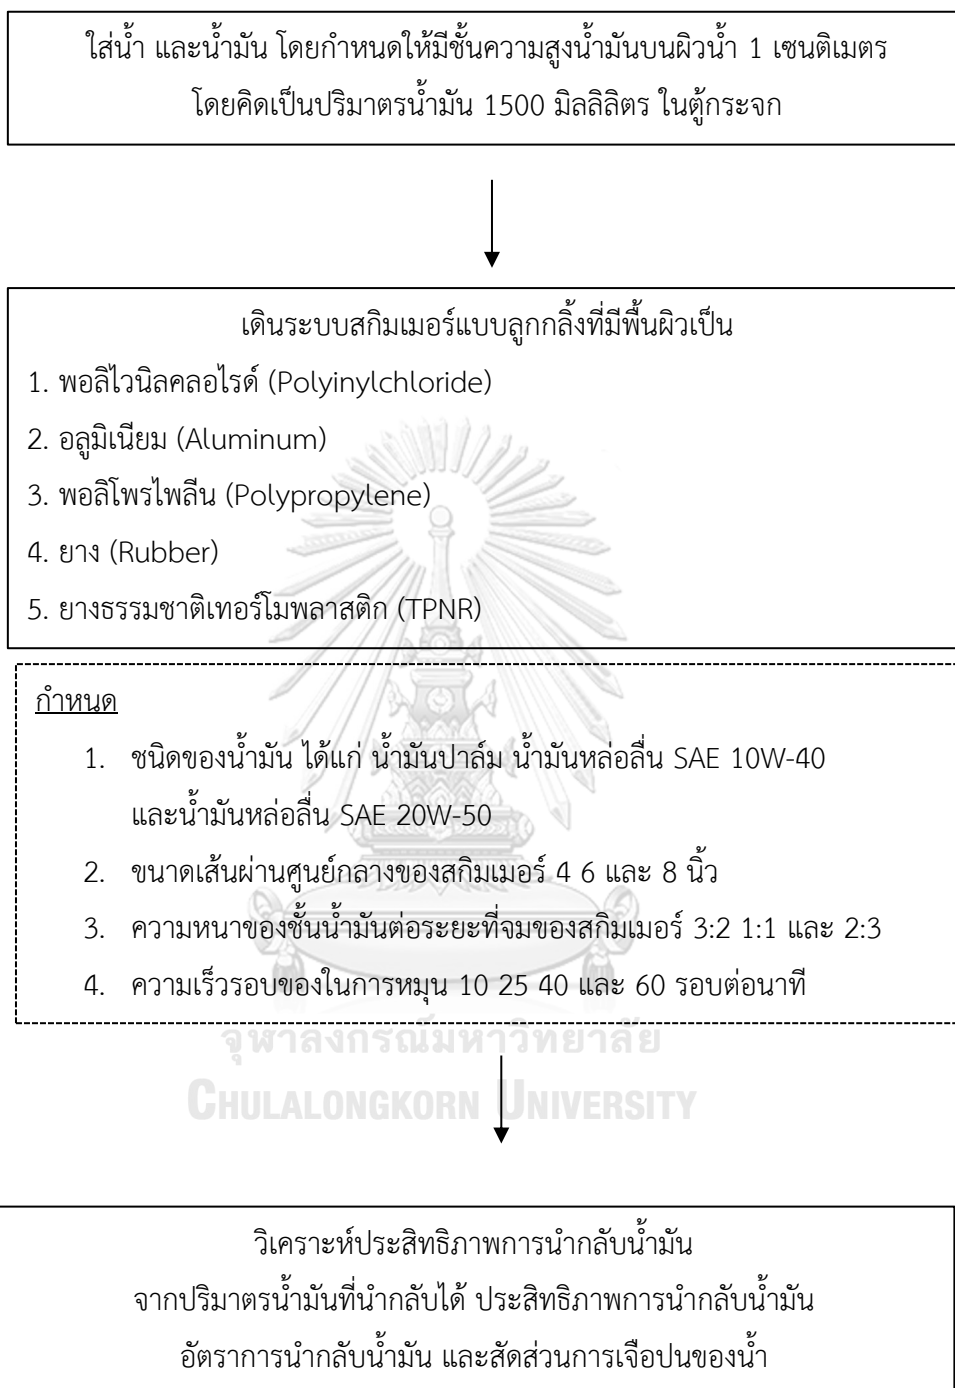 ใส่น้ำ และน้ำมัน โดยกำหนดให้มีชั้นความสูงน้ำมันบนผิวน้ำ 1 เซนติเมตร
โดยคิดเป็นปริมาตรน้ำมัน 1500 มิลลิลิตร ในตู้กระจก
เดินระบบสกิมเมอร์แบบลูกกลิ้งที่มีพื้นผิวเป็น
1. พอลิไวนิลคลอไรด์ (Polyinylchloride)
2. อลูมิเนียม (Aluminum)
3. พอลิโพรไพลีน (Polypropylene)
4. ยาง (Rubber)
5. ยางธรรมชาติเทอร์โมพลาสติก (TPNR)
กำหนด
1. ชนิดของน้ำมัน ได้แก่ น้ำมันปาล์ม น้ำมันหล่อลื่น SAE 10W-40
และน้ำมันหล่อลื่น SAE 20W-50
2. ขนาดเส้นผ่านศูนย์กลางของสกิมเมอร์ 4 6 และ 8 นิ้ว
3. ความหนาของชั้นน้ำมันต่อระยะที่จมของสกิมเมอร์ 3:2 1:1 และ 2:3
4. ความเร็วรอบของในการหมุน 10 25 40 และ 60 รอบต่อนาที
จุฬาลงกรณ์มหาวิทยาลัย
CHULALONGKORN UNIVERSITY
วิเคราะห์ประสิทธิภาพการนำกลับน้ำมัน
จากปริมาตรน้ำมันที่นำกลับได้ ประสิทธิภาพการนำกลับน้ำมัน
อัตราการนำกลับน้ำมัน และสัดส่วนการเจือปนของน้ำ